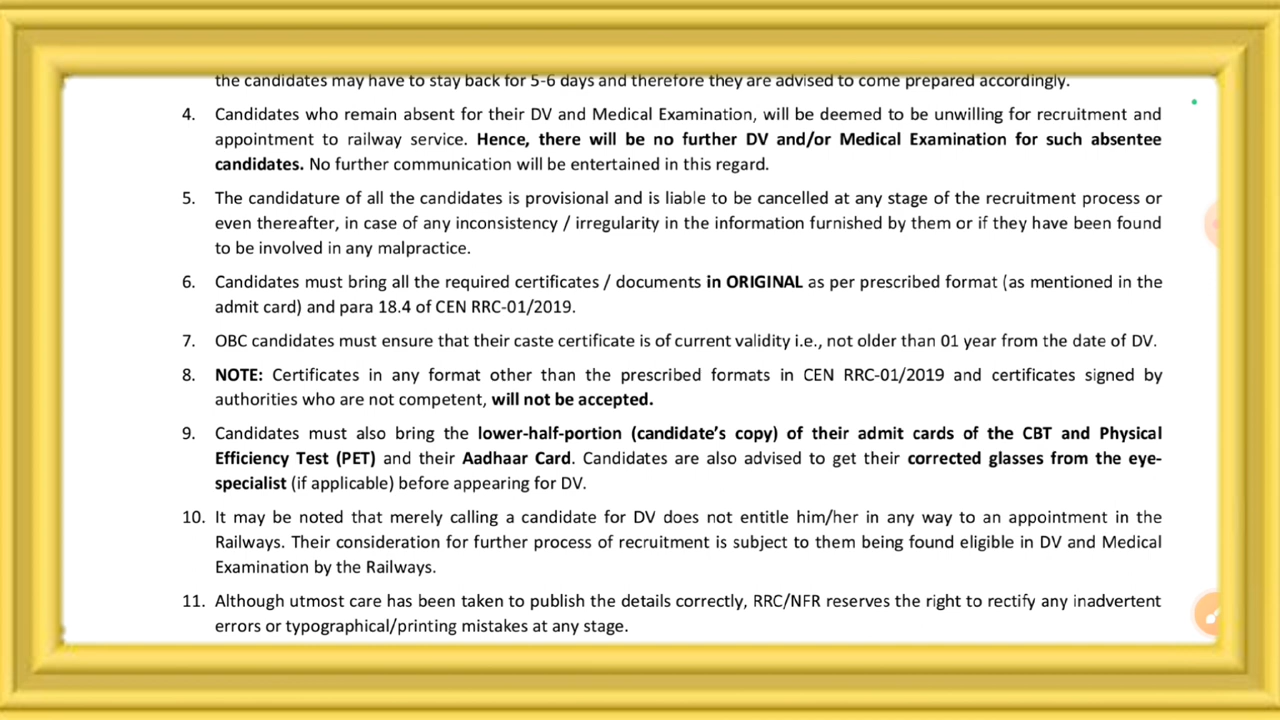 the candidates may have to stay back for 5-6 days and therefore they are advised to come prepared accordingly.
4. Candidates who remain absent for their DV and Medical Examination, will be deemed to be unwilling for recruitment and
appointment to railway service. Hence, there will be no further DV and/or Medical Examination for such absentee
candidates. No further communication will be entertained in this regard.
5. The candidature of all the candidates is provisional and is liable to be cancelled at any stage of the recruitment process or
even thereafter, in case of any inconsistency / irregularity in the information furnished by them or if they have been found
to be involved in any malpractice.
6. Candidates must bring all the required certificates / documents in ORIGINAL as per prescribed format (as mentioned in the
admit card) and para 18.4 of CEN RRC-01/2019.
7. OBC candidates must ensure that their caste certificate is of current validity i.e., not older than 01 year from the date of DV.
8. NOTE: Certificates in any format other than the prescribed formats in CEN RRC-01/2019 and certificates signed by
authorities who are not competent, will not be accepted.
9. Candidates must also bring the lower-half-portion (candidate's copy) of their admit cards of the CBT and Physical
Efficiency Test (PET) and their Aadhaar Card. Candidates are also advised to get their corrected glasses from the eye-
specialist (if applicable) before appearing for DV.
10. It may be noted that merely calling a candidate for DV does not entitle him/her in any way to an appointment in the
Railways. Their consideration for further process of recruitment is subject to them being found eligible in DV and Medical
Examination by the Railways.
11. Although utmost care has been taken to publish the details correctly, RRC/NFR reserves the right to rectify any inadvertent
errors or typographical/printing mistakes at any stage.